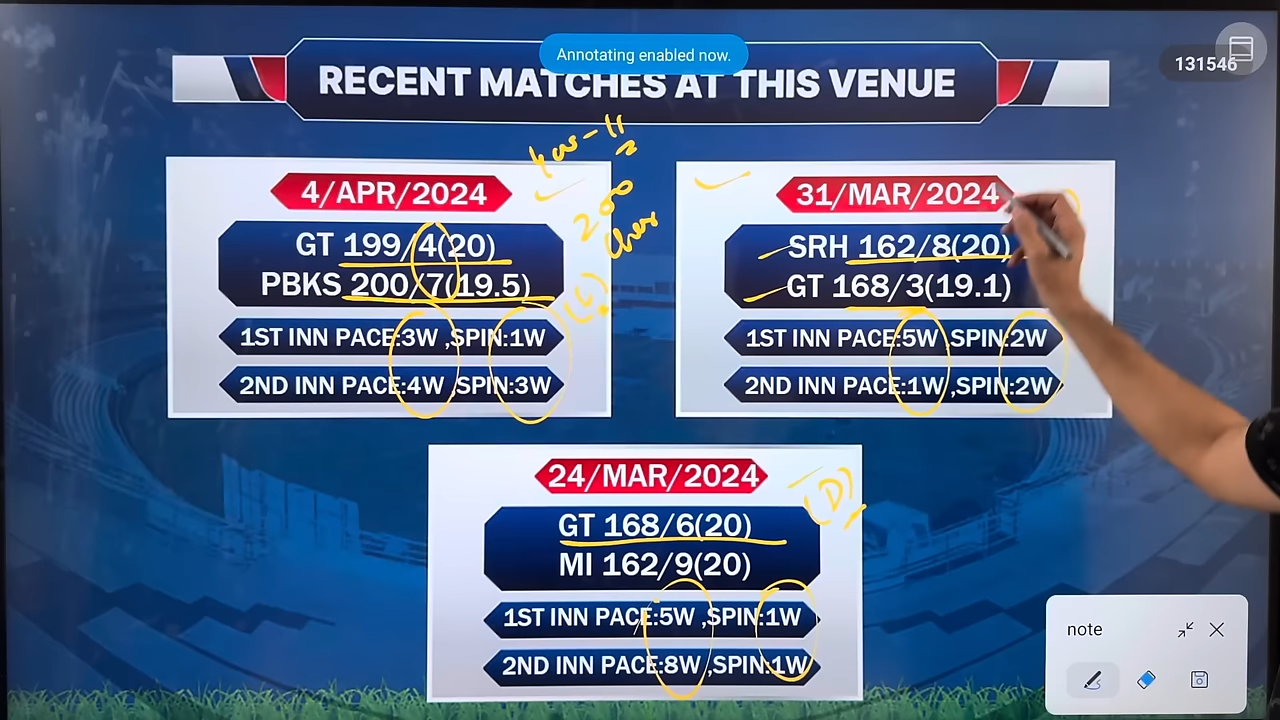 Annotating enabled now.
131546
RECENT MATCHES AT THIS VENUE
4/APR/2024
GT 199/4(20)
PBKS 200/7(19.5)
1ST INN PACE:3W ,SPIN:1W
2ND INN PACE:4W ,SPIN:3W
200
(C)
31/MAR/2024
SRH 162/8(20)
GT 168/3(19.1)
1ST INN PACE:5W ,SPIN:2W
2ND INN PACE:1W ,SPIN:2W
24/MAR/2024
(D)
GT 168/6(20)
MI 162/9(20)
1ST INN PACE:5W ,SPIN:1W
2ND INN PACE:8W ,SPIN:1W
note